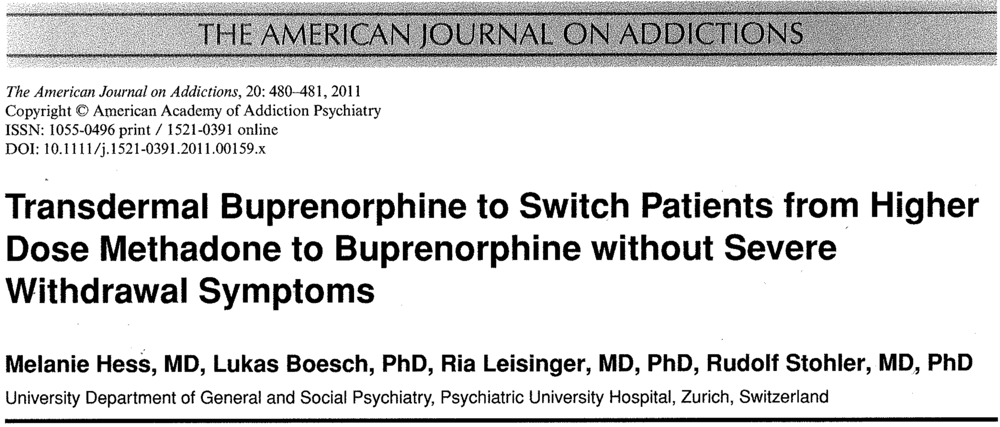 THE AMERICAN JOURNAL ON ADDICTIONS
The American Journal on Addictions, 20: 480–481, 2011
Copyright © American Academy of Addiction Psychiatry
ISSN: 1055-0496 print / 1521-0391 online
DOI: 10.1111/j.1521-0391.2011.00159.x
Transdermal Buprenorphine to Switch Patients from Higher
Dose Methadone to Buprenorphine without Severe
Withdrawal Symptoms
Melanie Hess, MD, Lukas Boesch, PhD, Ria Leisinger, MD, PhD, Rudolf Stohler, MD, PhD
University Department of General and Social Psychiatry, Psychiatric University Hospital, Zurich, Switzerland